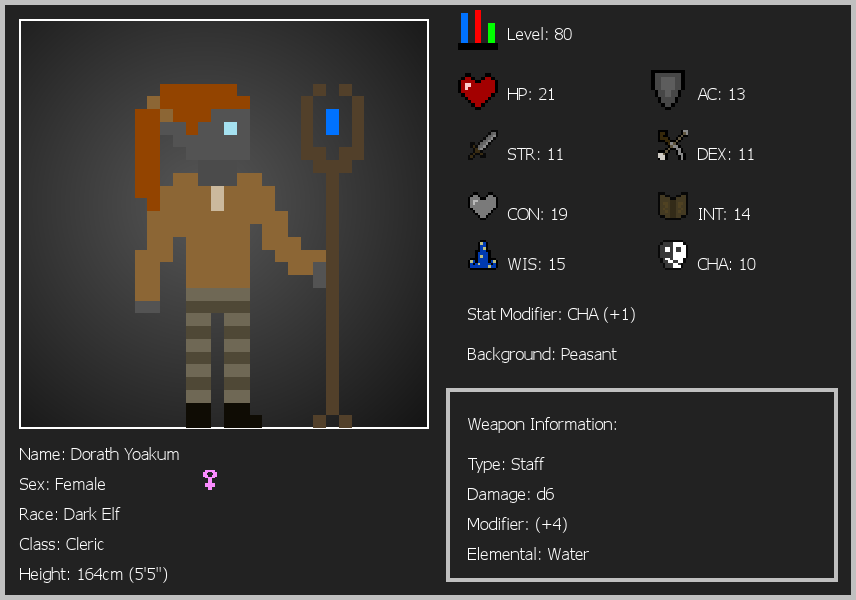 Level: 80
HP: 21
AC: 13
STR: 11
DEX: 11
CON: 19
INT: 14
WIS: 15
CHA: 10
Stat Modifier: CHA (+1)
Background: Peasant
Weapon Information:
Type: Staff
Damage: d6
Modifier: (+4)
Elemental: Water
Name: Dorath Yoakum
Sex: Female
Race: Dark Elf
Class: Cleric
Height: 164cm (5'5")